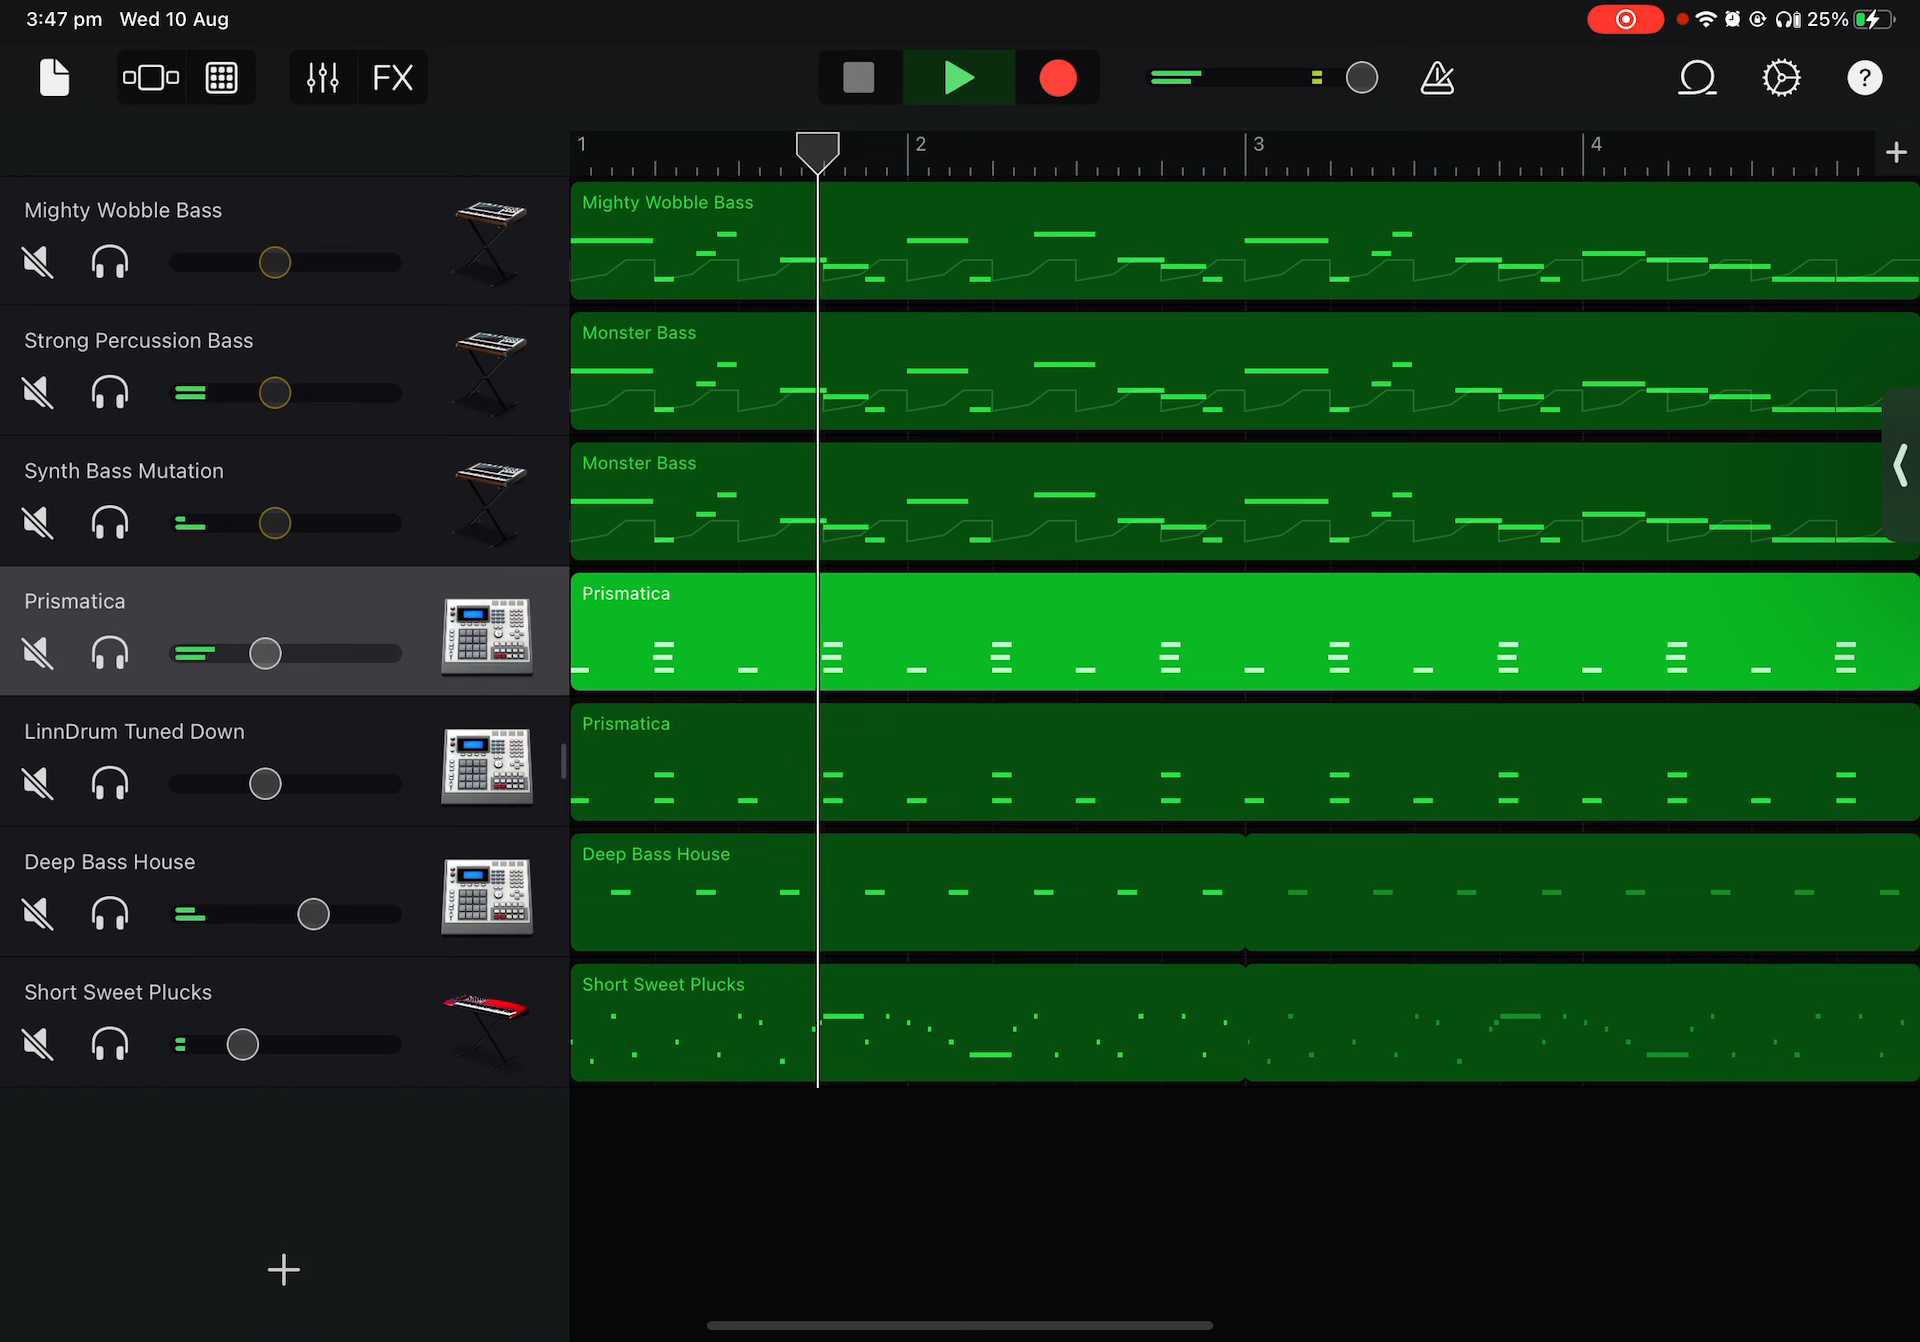 3:47 pm Wed 10 Aug
25%
FX
?
1 2 3 4
Mighty Wobble Bass
Mighty Wobble Bass
Strong Percussion Bass
Monster Bass
Synth Bass Mutation
Monster Bass
Prismatica
Prismatica
LinnDrum Tuned Down
Prismatica
Deep Bass House
Deep Bass House
Short Sweet Plucks
Short Sweet Plucks